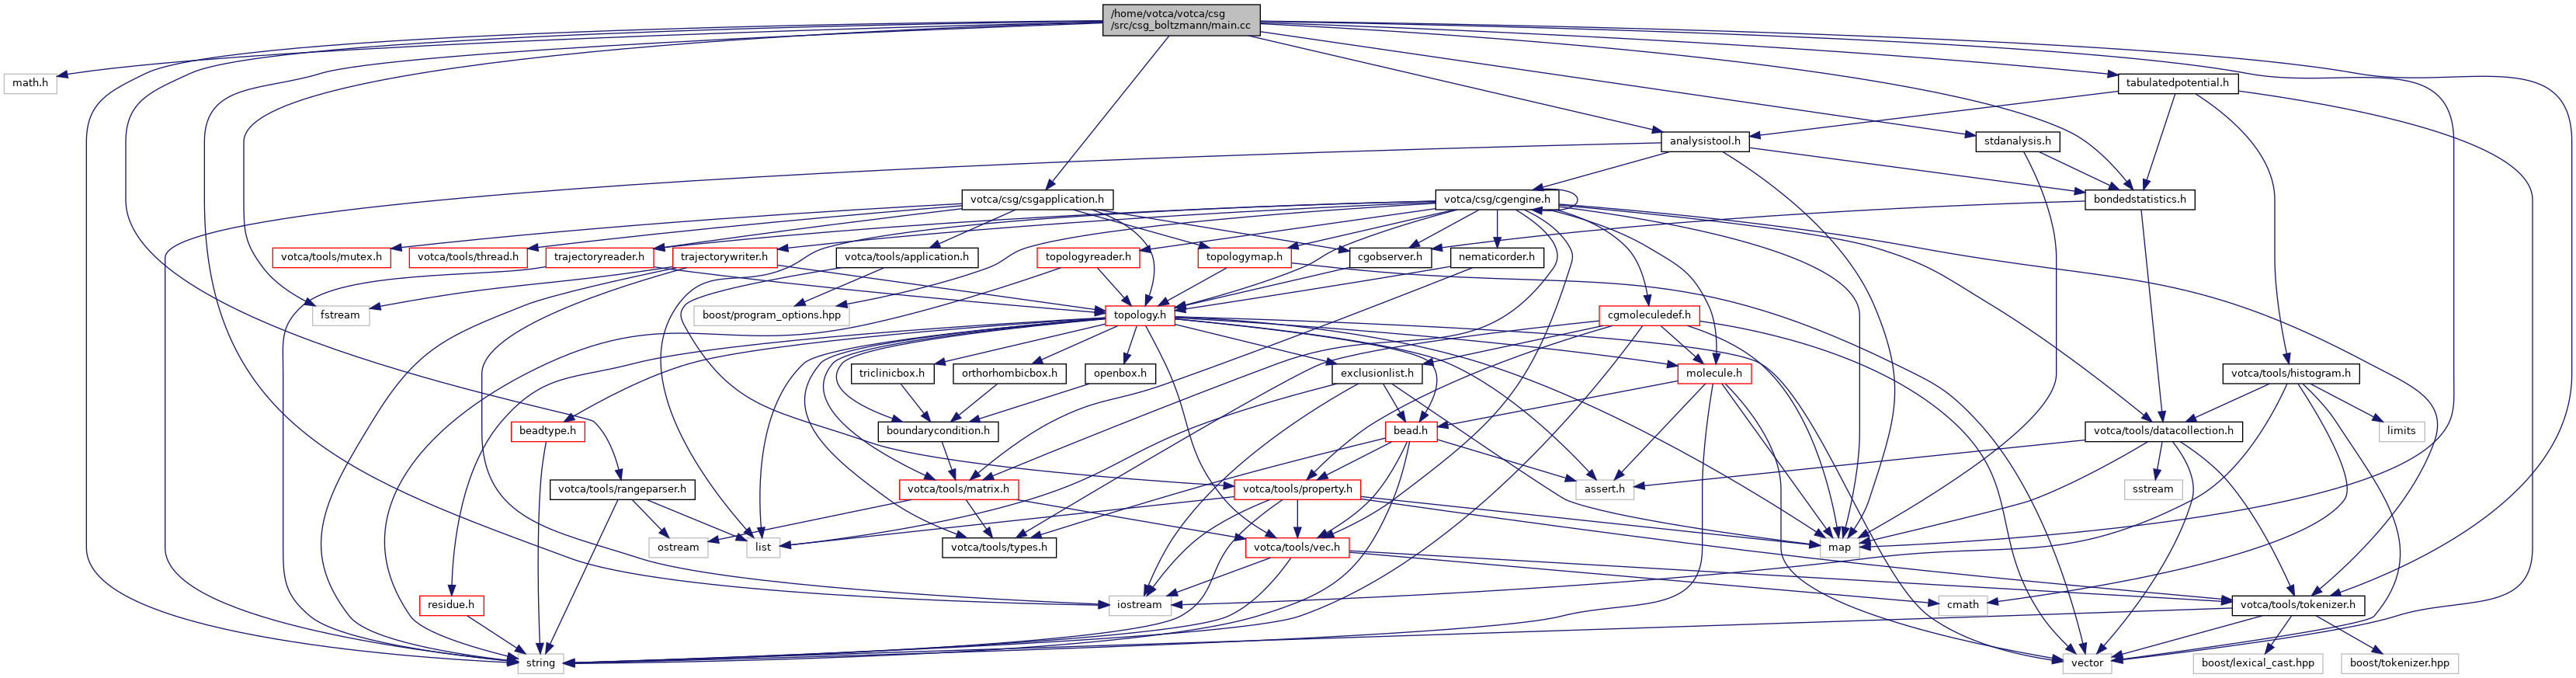 /home/votca/votca/csg
/src/csg_boltzmann/main.cc
math.h
tabulatedpotential.h
analysistool.h
stdanalysis.h
votca/csg/csgapplication.h
votca/csg/cgengine.h
bondedstatistics.h
votca/tools/mutex.h
votca/tools/thread.h
trajectoryreader.h
trajectorywriter.h
votca/tools/application.h
topologyreader.h
topologymap.h
cgobserver.h
nematicorder.h
fstream
boost/program_options.hpp
topology.h
cgmoleculedef.h
triclinicbox.h
orthorhombicbox.h
openbox.h
exclusionlist.h
molecule.h
votca/tools/histogram.h
beadtype.h
boundarycondition.h
bead.h
votca/tools/datacollection.h
limits
votca/tools/rangeparser.h
votca/tools/matrix.h
votca/tools/property.h
assert.h
sstream
ostream
list
votca/tools/types.h
votca/tools/vec.h
map
residue.h
iostream
cmath
votca/tools/tokenizer.h
string
vector
boost/lexical_cast.hpp
boost/tokenizer.hpp